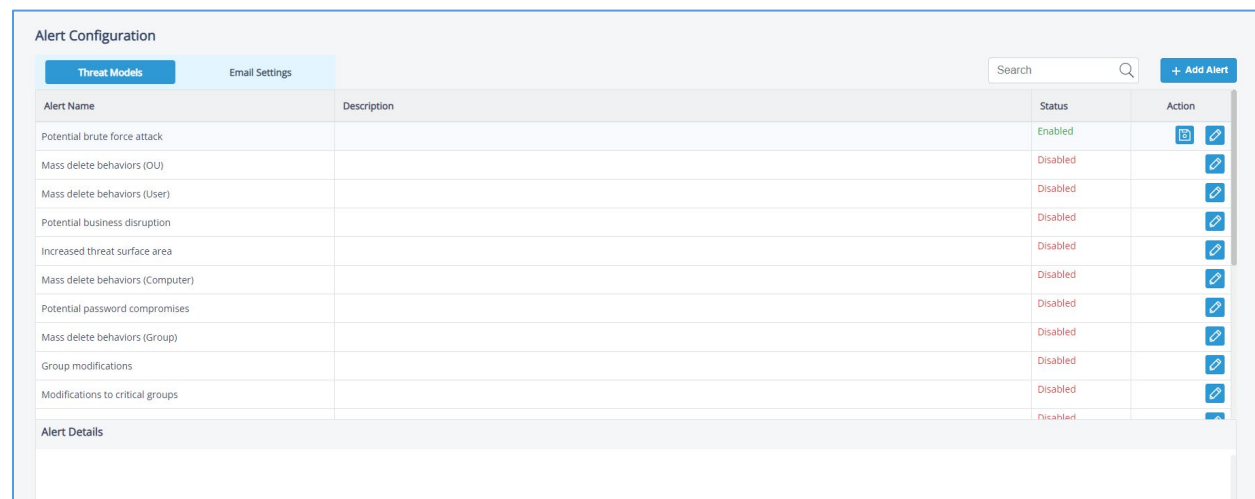 Alert Configuration
Threat Models Email Settings Search + Add Alert
Alert Name Description Status Action
Potential brute force attack Enabled
Mass delete behaviors (OU) Disabled
Mass delete behaviors (User) Disabled
Potential business disruption Disabled
Increased threat surface area Disabled
Mass delete behaviors (Computer) Disabled
Potential password compromises Disabled
Mass delete behaviors (Group) Disabled
Group modifications Disabled
Modifications to critical groups Disabled
Disabled
Alert Details